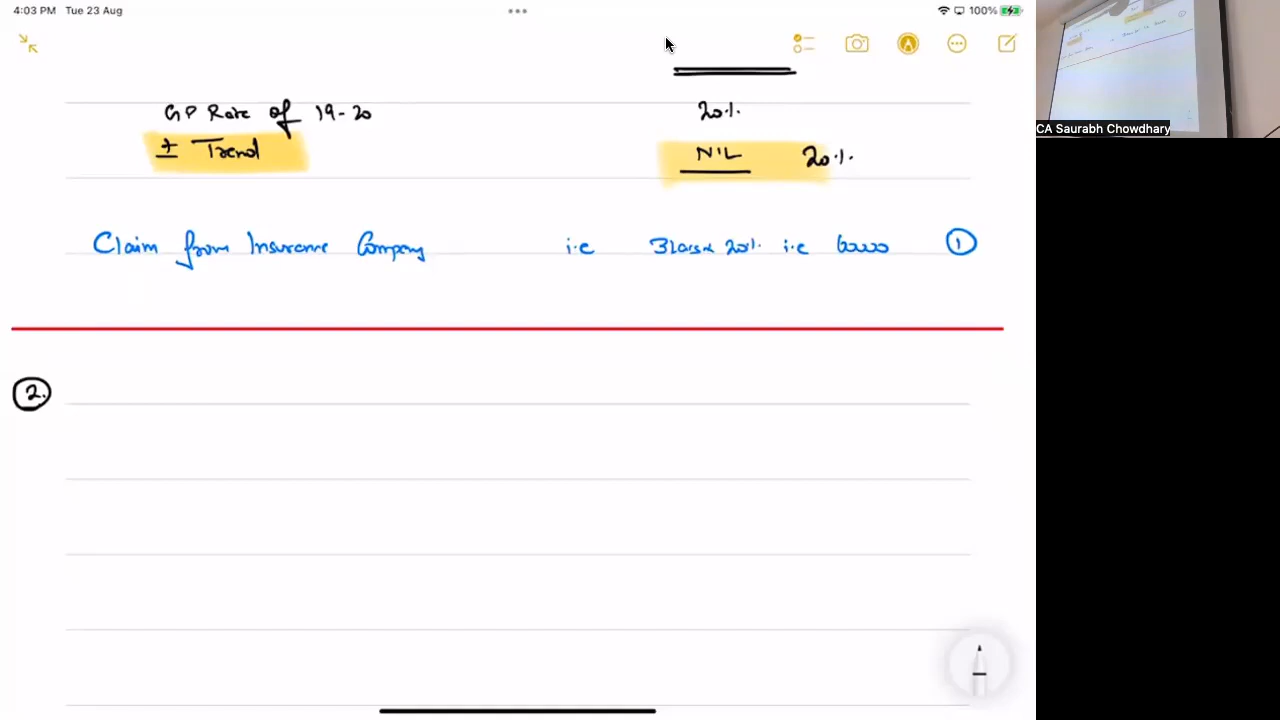 4:03 PM Tue 23 Aug
100%
CA Saurabh Chowdhary
GP Rate of 19-20 20%
± Trend NIL 20%
Claim from Insurance Company i.e 3Lacs x 20% i.e 60000 ①
②.